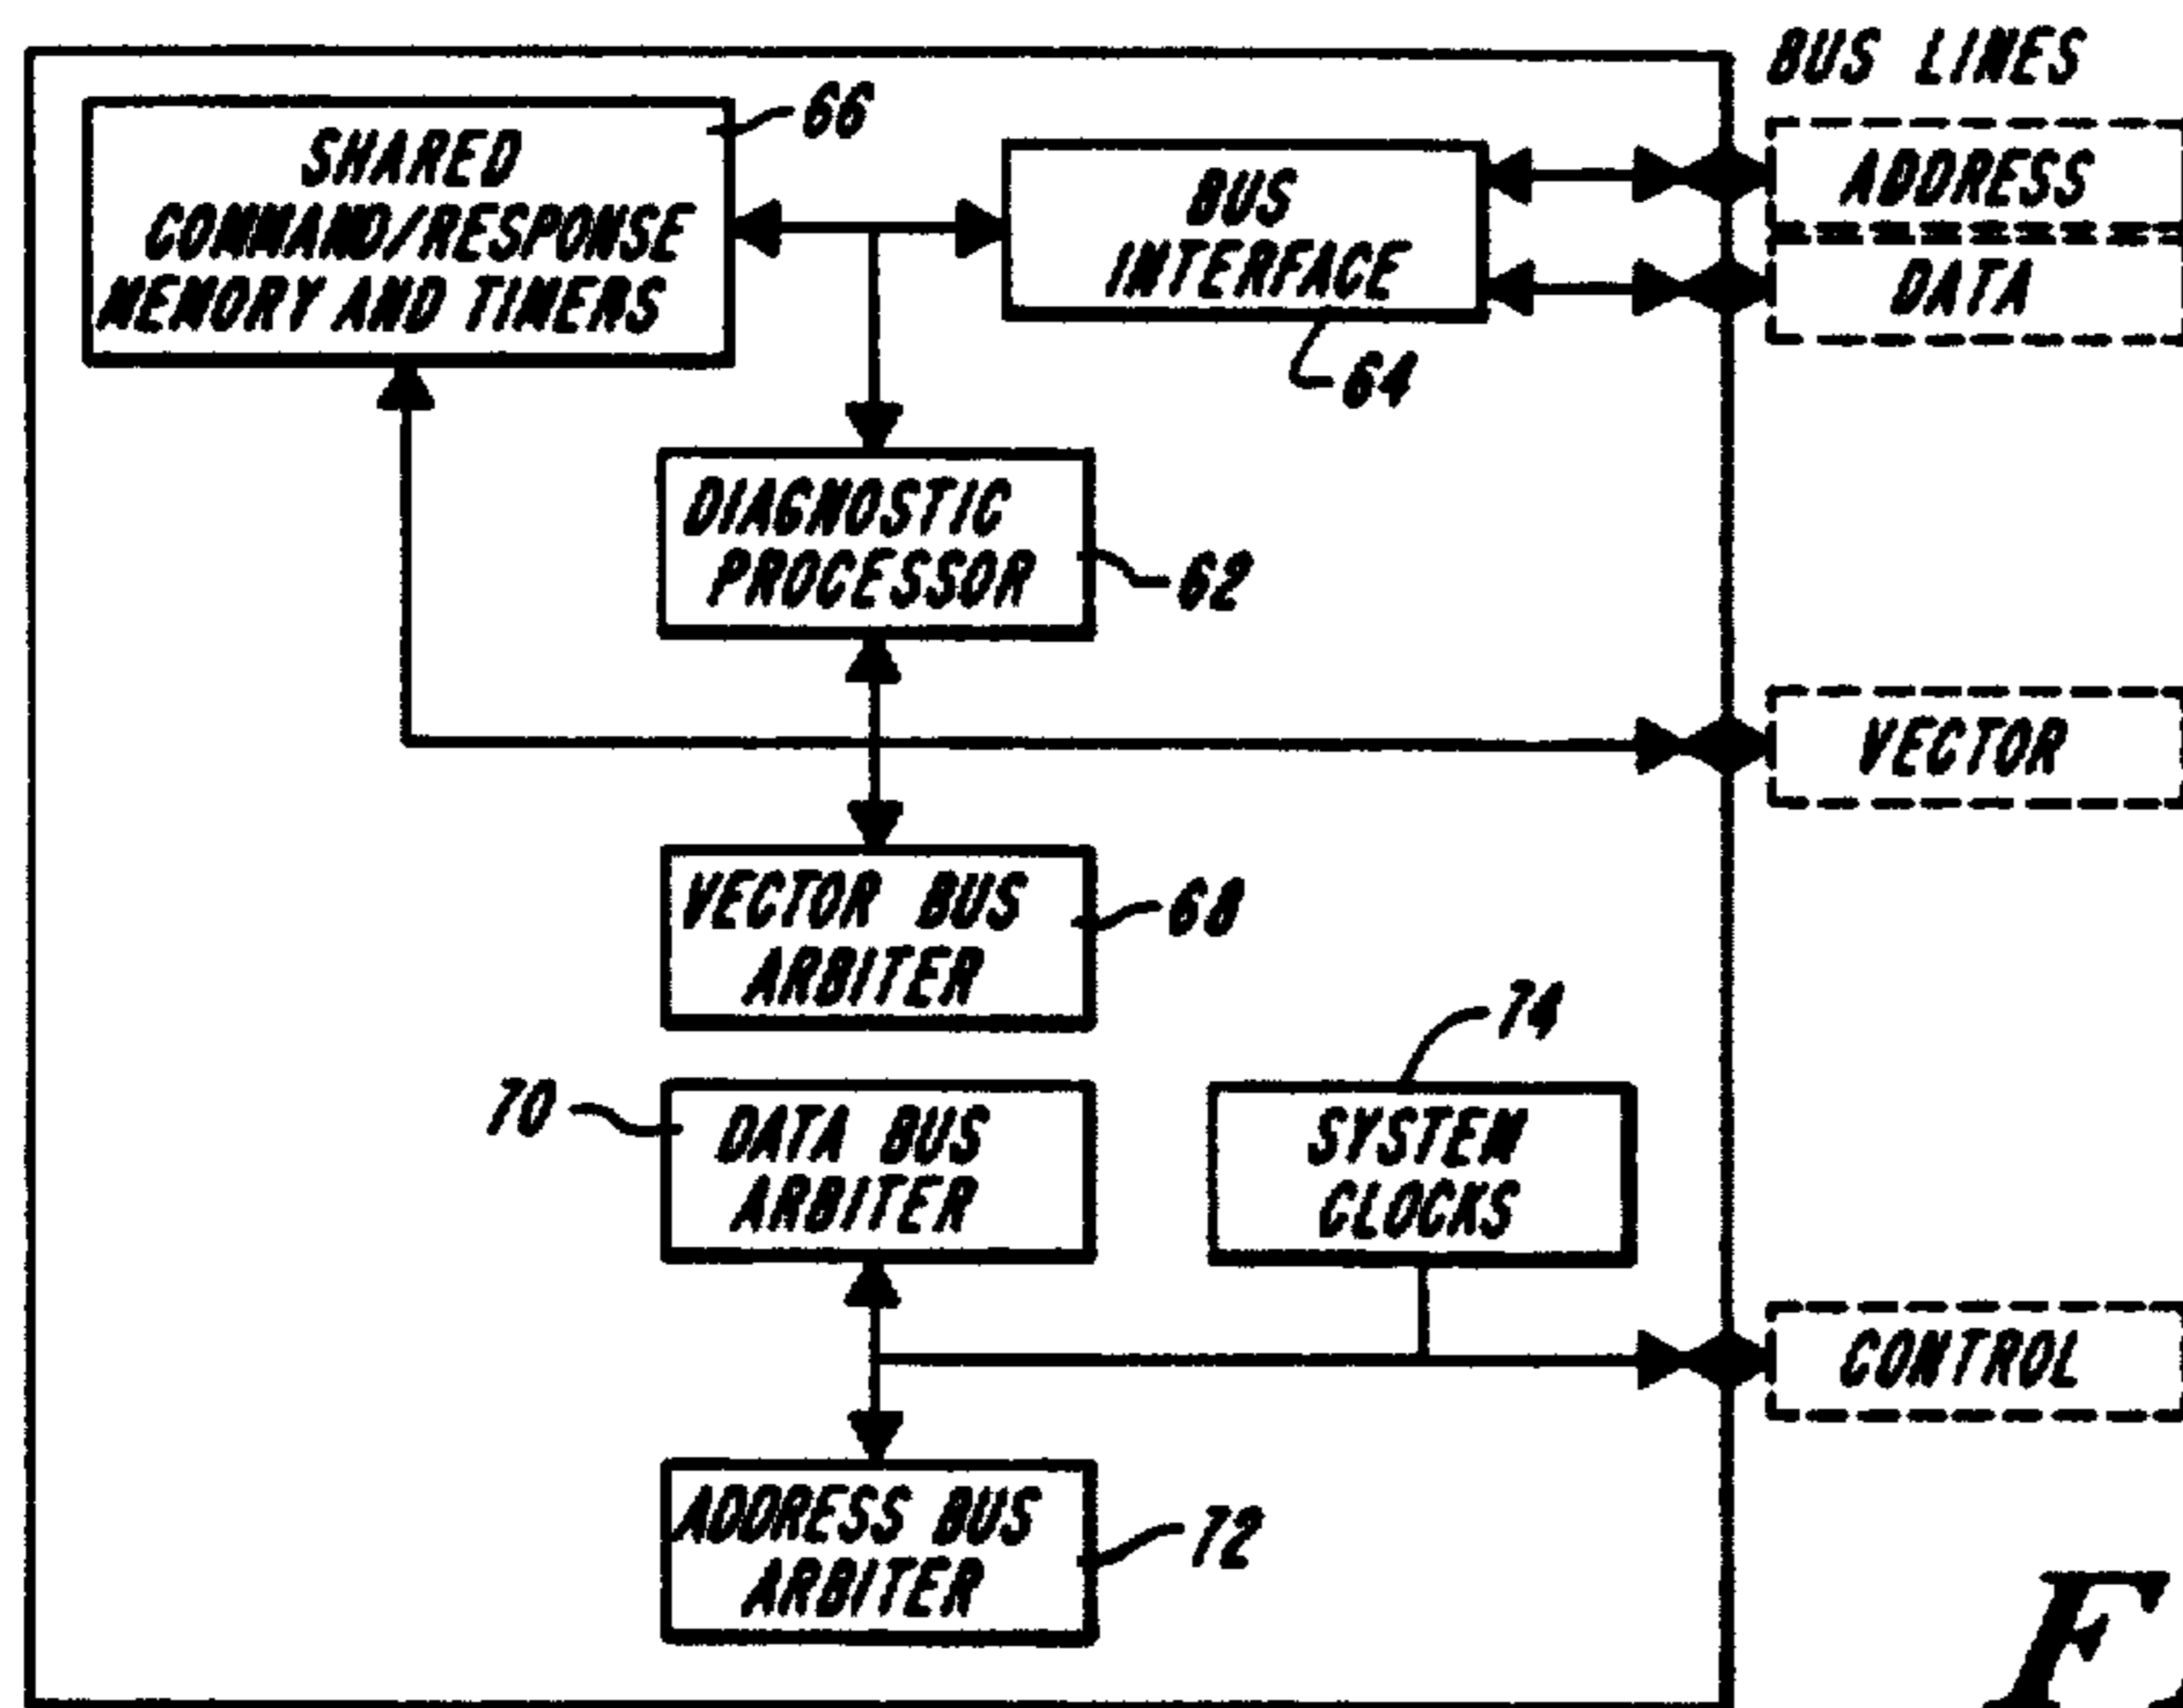 BUS LINES
66
SHARED
COMMAND/RESPONSE
MEMORY AND TIMERS
BUS
INTERFACE
64
ADDRESS
DATA
DIAGNOSTIC
PROCESSOR
62
VECTOR
VECTOR BUS
ARBITER
68
74
70
DATA BUS
ARBITER
SYSTEM
CLOCKS
CONTROL
ADDRESS BUS
ARBITER
72
F